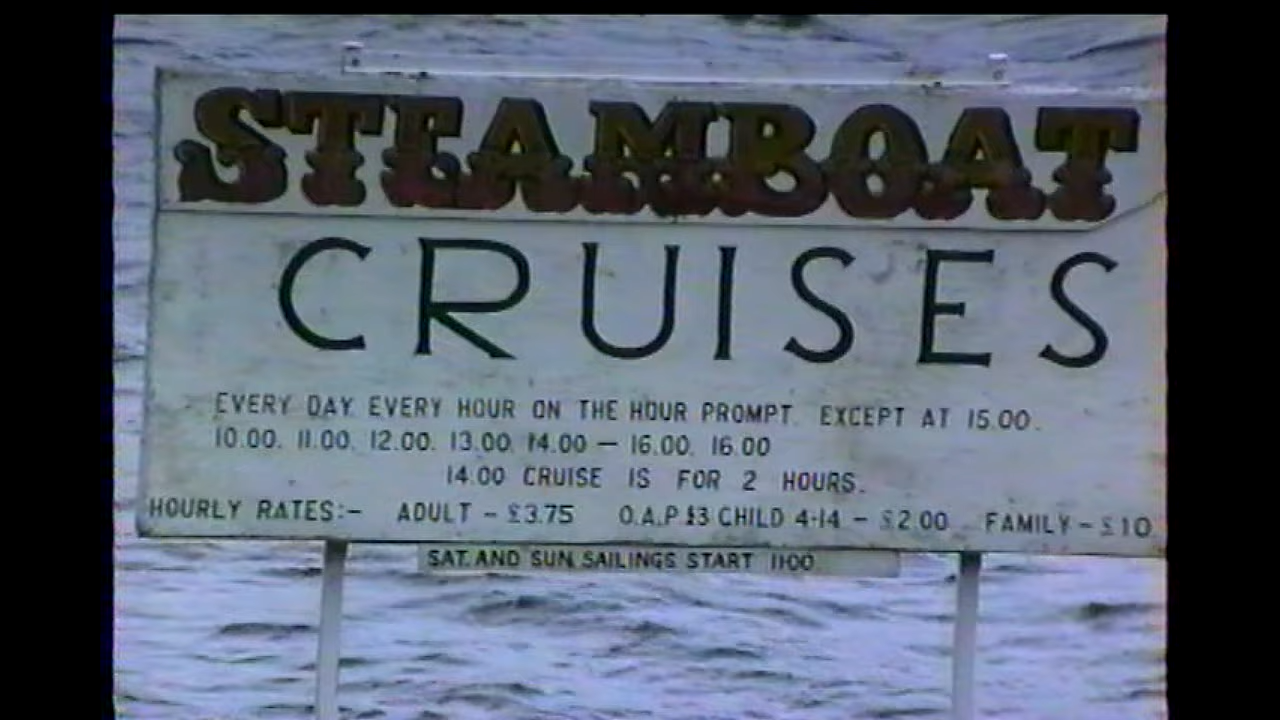 STEAMBOAT
CRUISES
EVERY DAY EVERY HOUR ON THE HOUR PROMPT. EXCEPT AT 15.00.
10.00. 11.00. 12.00. 13.00. 14.00 — 16.00. 16.00
14.00 CRUISE IS FOR 2 HOURS.
HOURLY RATES:- ADULT - £3.75 O.A.P £3 CHILD 4-14 - £2.00 FAMILY - £10
SAT. AND SUN. SAILINGS START 1100